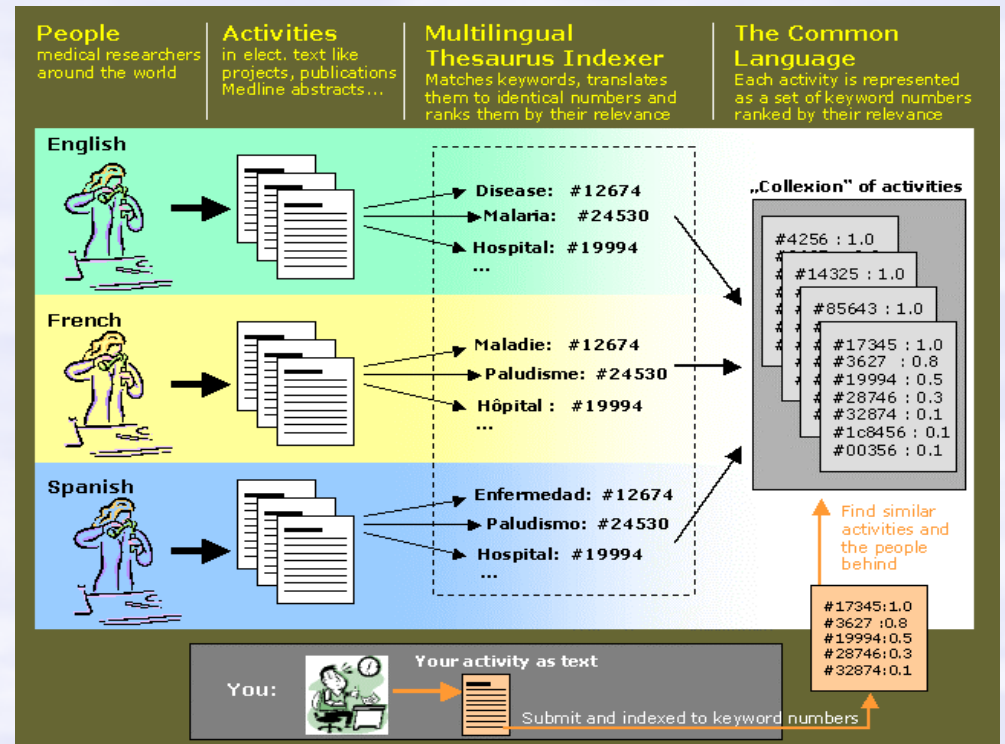 People
medical researchers
around the world
Activities
in elect. text like
projects, publications
Medline abstracts...
Multilingual
Thesaurus Indexer
Matches keywords, translates
them to identical numbers and
ranks them by their relevance
The Common
Language
Each activity is represented
as a set of keyword numbers
ranked by their relevance
English
Disease: #12674
Malaria: #24530
Hospital: #19994
...
French
Maladie: #12674
Paludisme: #24530
Hôpital : #19994
...
Spanish
Enfermedad: #12674
Paludismo: #24530
Hospital: #19994
...
„Collexion" of activities
#4256 : 1.0
#14325 : 1.0
#85643 : 1.0
#17345 : 1.0
#3627 : 0.8
#19994 : 0.5
#28746 : 0.3
#32874 : 0.1
#1c8456 : 0.1
#00356 : 0.1
Find similar
activities and
the people
behind
#17345:1.0
#3627 :0.8
#19994:0.5
#28746:0.3
#32874:0.1
You:
Your activity as text
Submit and indexed to keyword numbers